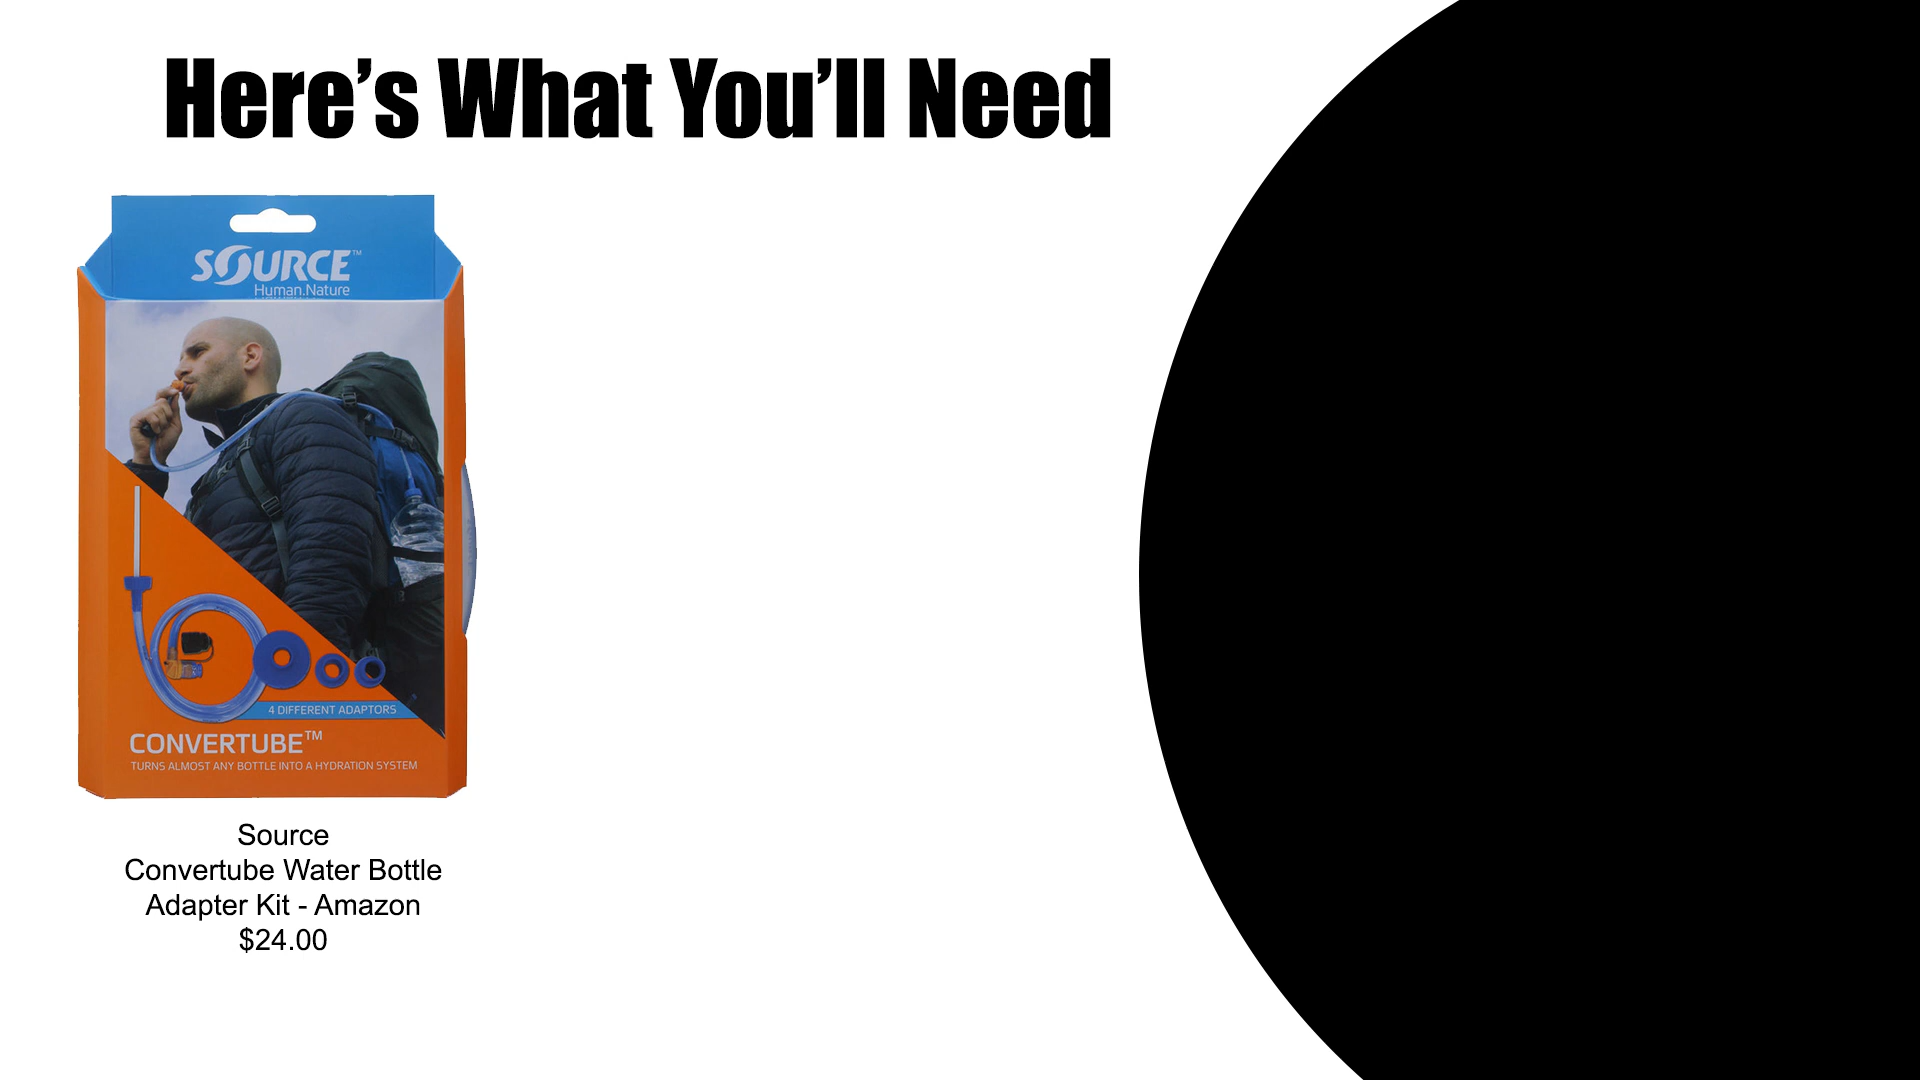 Here’s What You’ll Need
SOURCE™
Human.Nature
4 DIFFERENT ADAPTORS
CONVERTUBE™
TURNS ALMOST ANY BOTTLE INTO A HYDRATION SYSTEM
Source
Convertube Water Bottle
Adapter Kit - Amazon
$24.00